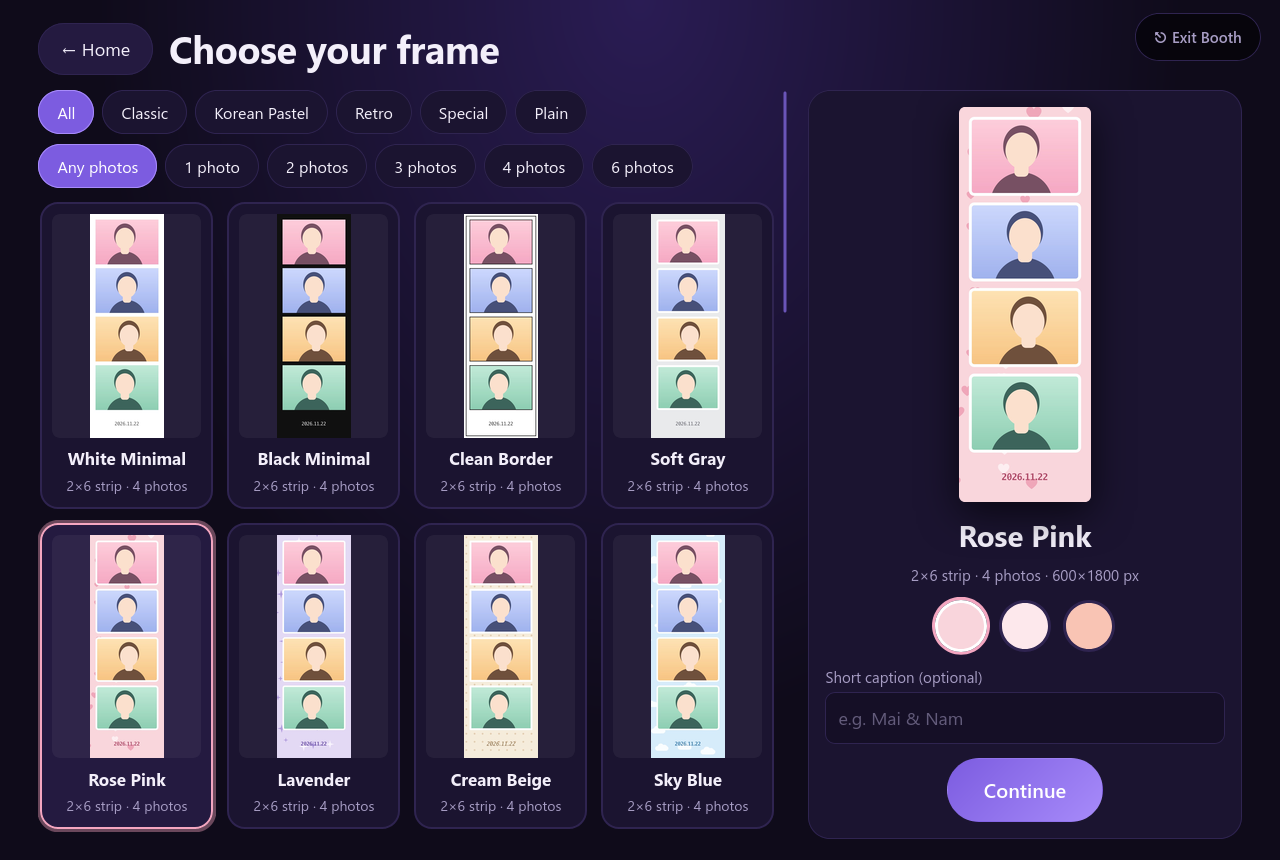 ← Home
Choose your frame
Exit Booth
All
Classic
Korean Pastel
Retro
Special
Plain
Any photos
1 photo
2 photos
3 photos
4 photos
6 photos
2026.11.22
2026.11.22
2026.11.22
2026.11.22
White Minimal
Black Minimal
Clean Border
Soft Gray
2×6 strip · 4 photos
2×6 strip · 4 photos
2×6 strip · 4 photos
2×6 strip · 4 photos
2026.11.22
2026.11.22
2026.11.22
2026.11.22
Rose Pink
Lavender
Cream Beige
Sky Blue
2×6 strip · 4 photos
2×6 strip · 4 photos
2×6 strip · 4 photos
2×6 strip · 4 photos
2026.11.22
Rose Pink
2×6 strip · 4 photos · 600×1800 px
Short caption (optional)
e.g. Mai & Nam
Continue